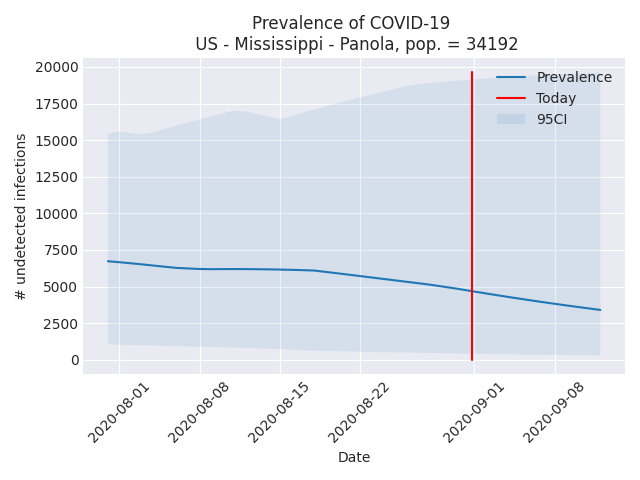 Prevalence of COVID-19
US - Mississippi - Panola, pop. = 34192
20000
17500
15000
12500
10000
7500
5000
2500
0
# undetected infections
Prevalence
Today
95CI
2020-08-01
2020-08-08
2020-08-15
2020-08-22
2020-09-01
2020-09-08
Date